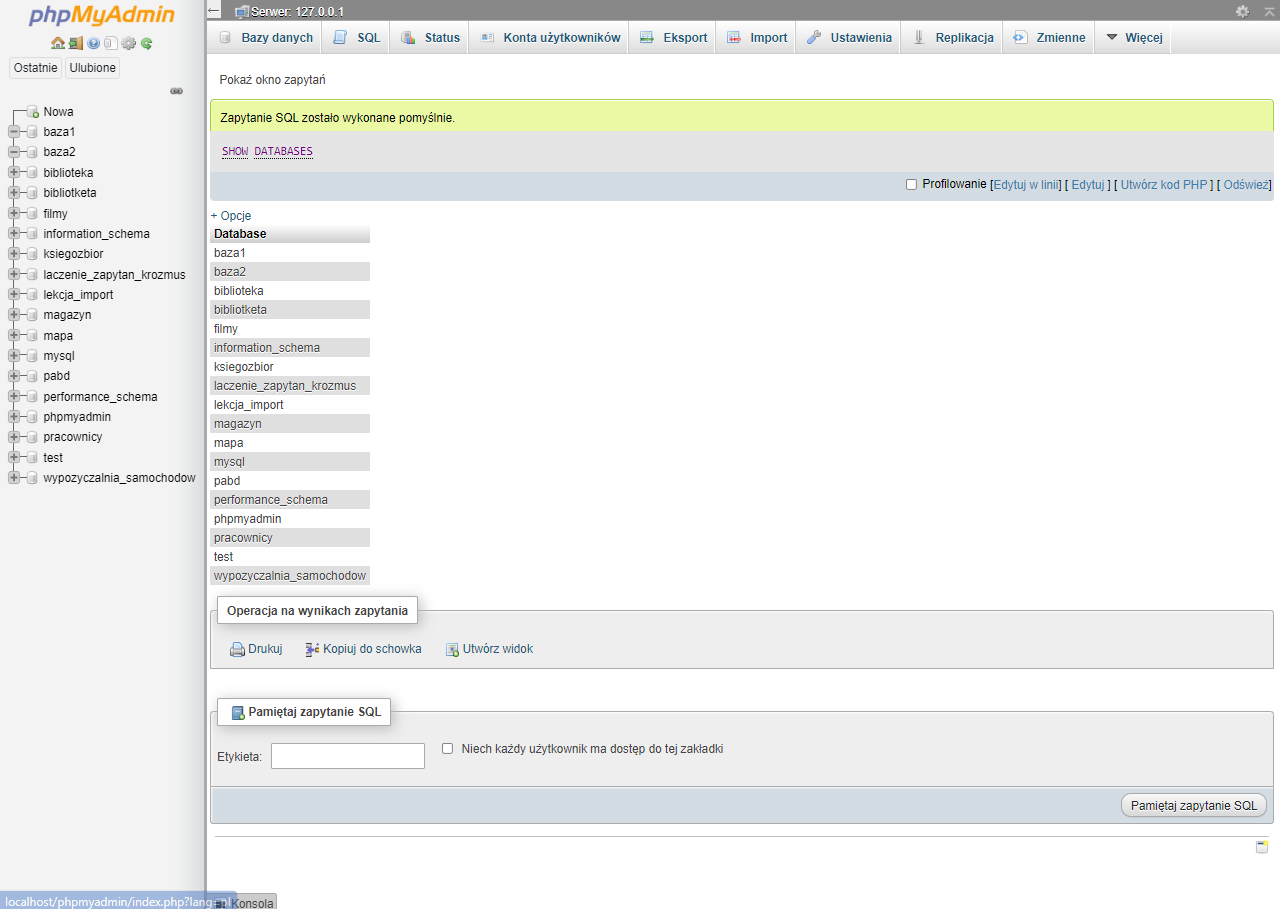 phpMyAdmin
Ostatnie Ulubione
Nowa
baza1
baza2
biblioteka
bibliotketa
filmy
information_schema
ksiegozbior
laczenie_zapytan_krozmus
lekcja_import
magazyn
mapa
mysql
pabd
performance_schema
phpmyadmin
pracownicy
test
wypozyczalnia_samochodow
Serwer: 127.0.0.1
Bazy danych SQL Status Konta użytkowników Eksport Import Ustawienia Replikacja Zmienne Więcej
Pokaż okno zapytań
Zapytanie SQL zostało wykonane pomyślnie.
SHOW DATABASES
Profilowanie [Edytuj w linii] [ Edytuj ] [ Utwórz kod PHP ] [ Odśwież]
+ Opcje
Database
baza1
baza2
biblioteka
bibliotketa
filmy
information_schema
ksiegozbior
laczenie_zapytan_krozmus
lekcja_import
magazyn
mapa
mysql
pabd
performance_schema
phpmyadmin
pracownicy
test
wypozyczalnia_samochodow
Operacja na wynikach zapytania
Drukuj Kopiuj do schowka Utwórz widok
Pamiętaj zapytanie SQL
Etykieta: Niech każdy użytkownik ma dostęp do tej zakładki
Pamiętaj zapytanie SQL
localhost/phpmyadmin/index.php?lang=pl Konsola